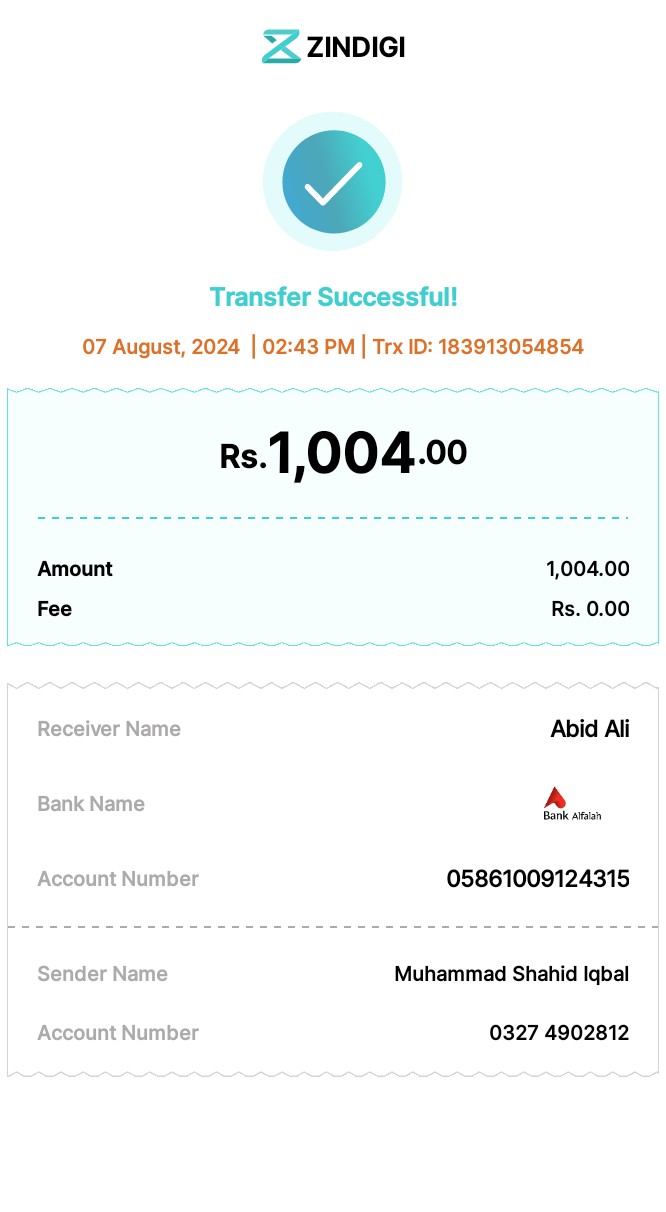 ZINDIGI
Transfer Successful!
07 August, 2024 | 02:43 PM | Trx ID: 183913054854
Rs.1,004.00
Amount 1,004.00
Fee Rs. 0.00
Receiver Name Abid Ali
Bank Name Bank Alfalah
Account Number 05861009124315
Sender Name Muhammad Shahid Iqbal
Account Number 0327 4902812